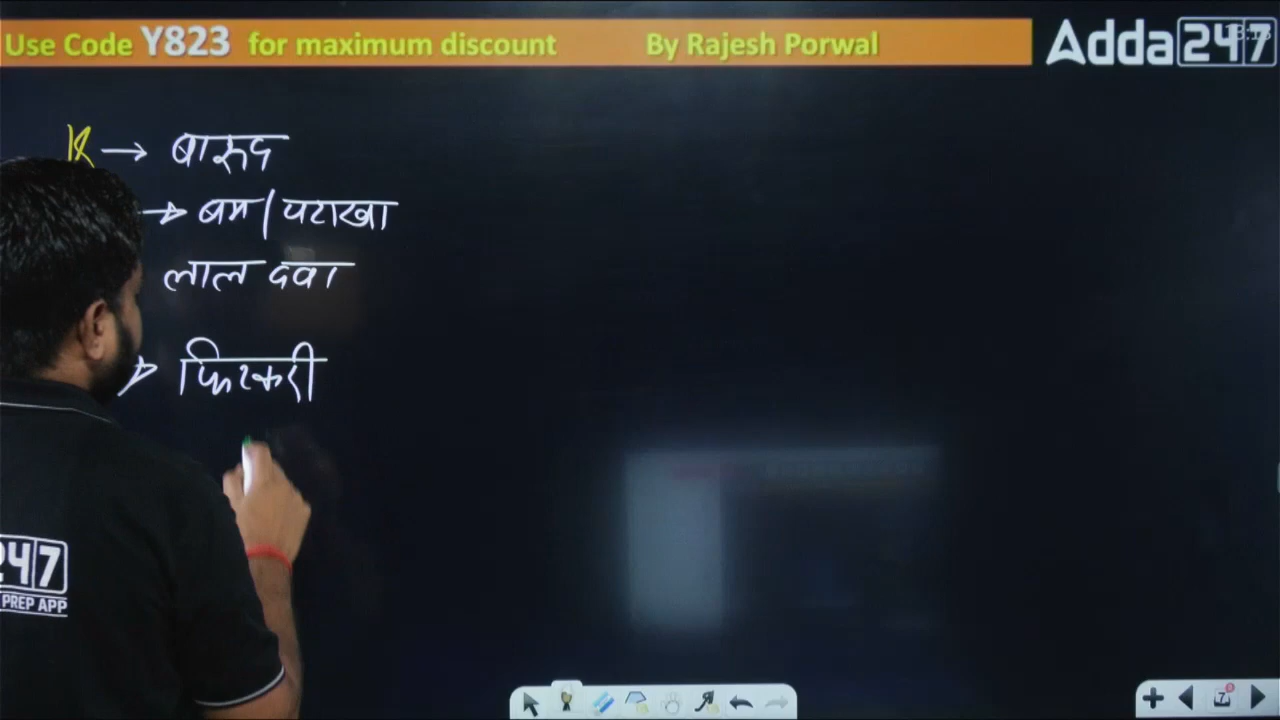 Use Code Y823 for maximum discount By Rajesh Porwal
Adda247
K → बारूद
→ बम / पटाखा
लाल दवा
→ फिटकरी
247
PREP APP